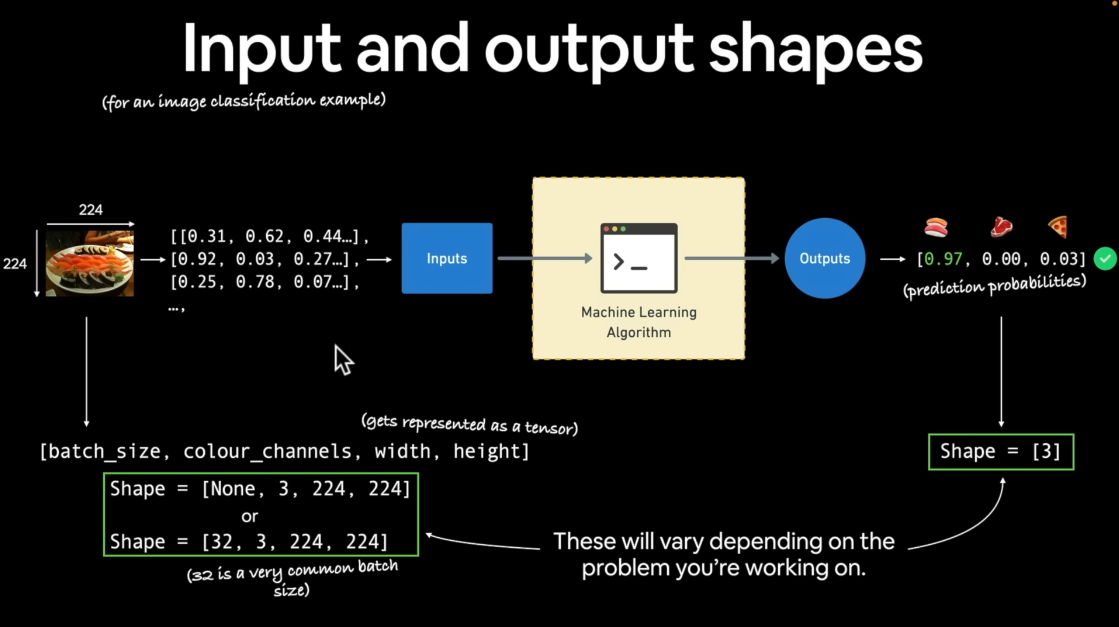 Input and output shapes
(for an image classification example)
224
224
[[0.31, 0.62, 0.44…],
[0.92, 0.03, 0.27…],
[0.25, 0.78, 0.07…],
…,
Inputs
Machine Learning
Algorithm
Outputs
[0.97, 0.00, 0.03]
(prediction probabilities)
(gets represented as a tensor)
[batch_size, colour_channels, width, height]
Shape = [None, 3, 224, 224]
or
Shape = [32, 3, 224, 224]
(32 is a very common batch
size)
Shape = [3]
These will vary depending on the
problem you’re working on.